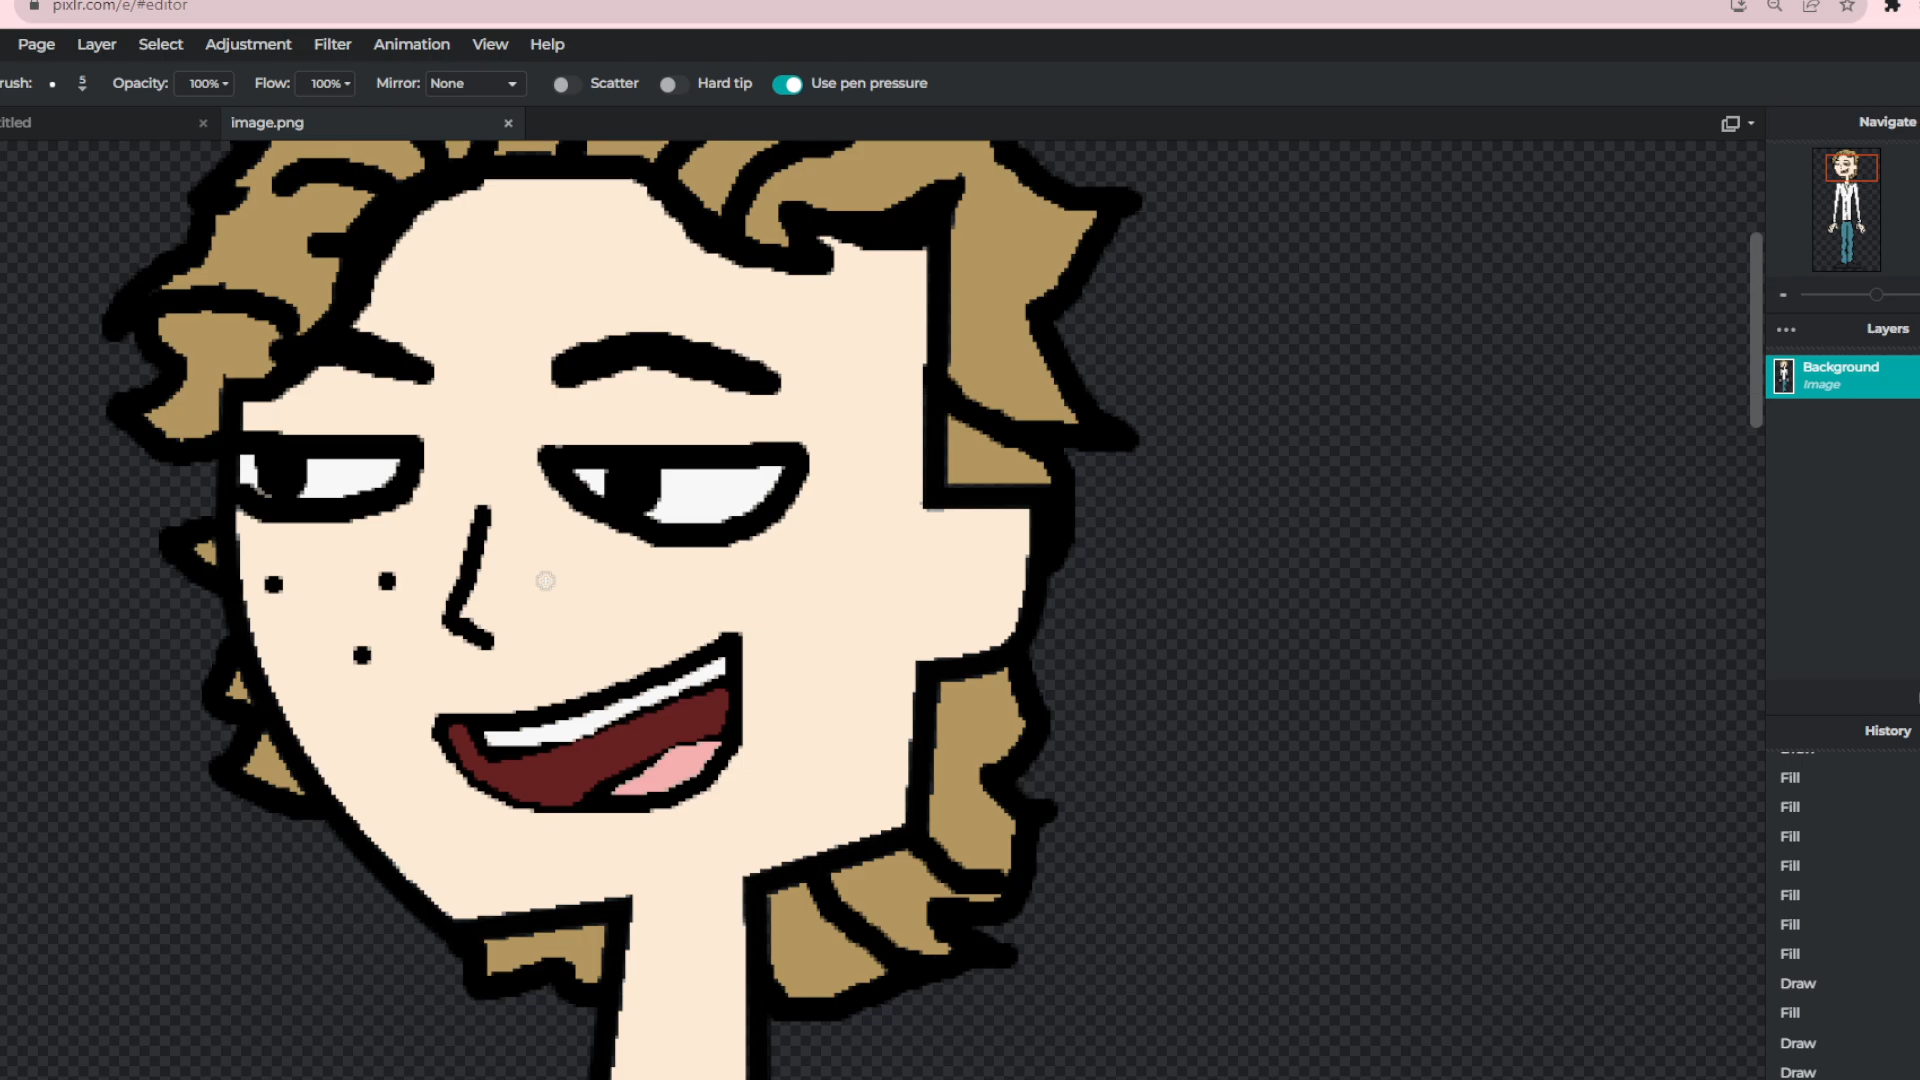 pixlr.com/e/#editor
Page Layer Select Adjustment Filter Animation View Help
rush: 5 Opacity: 100% Flow: 100% Mirror: None Scatter Hard tip Use pen pressure
itled image.png
Navigate
Layers
Background
Image
History
Fill
Fill
Fill
Fill
Fill
Fill
Fill
Draw
Fill
Draw
Draw